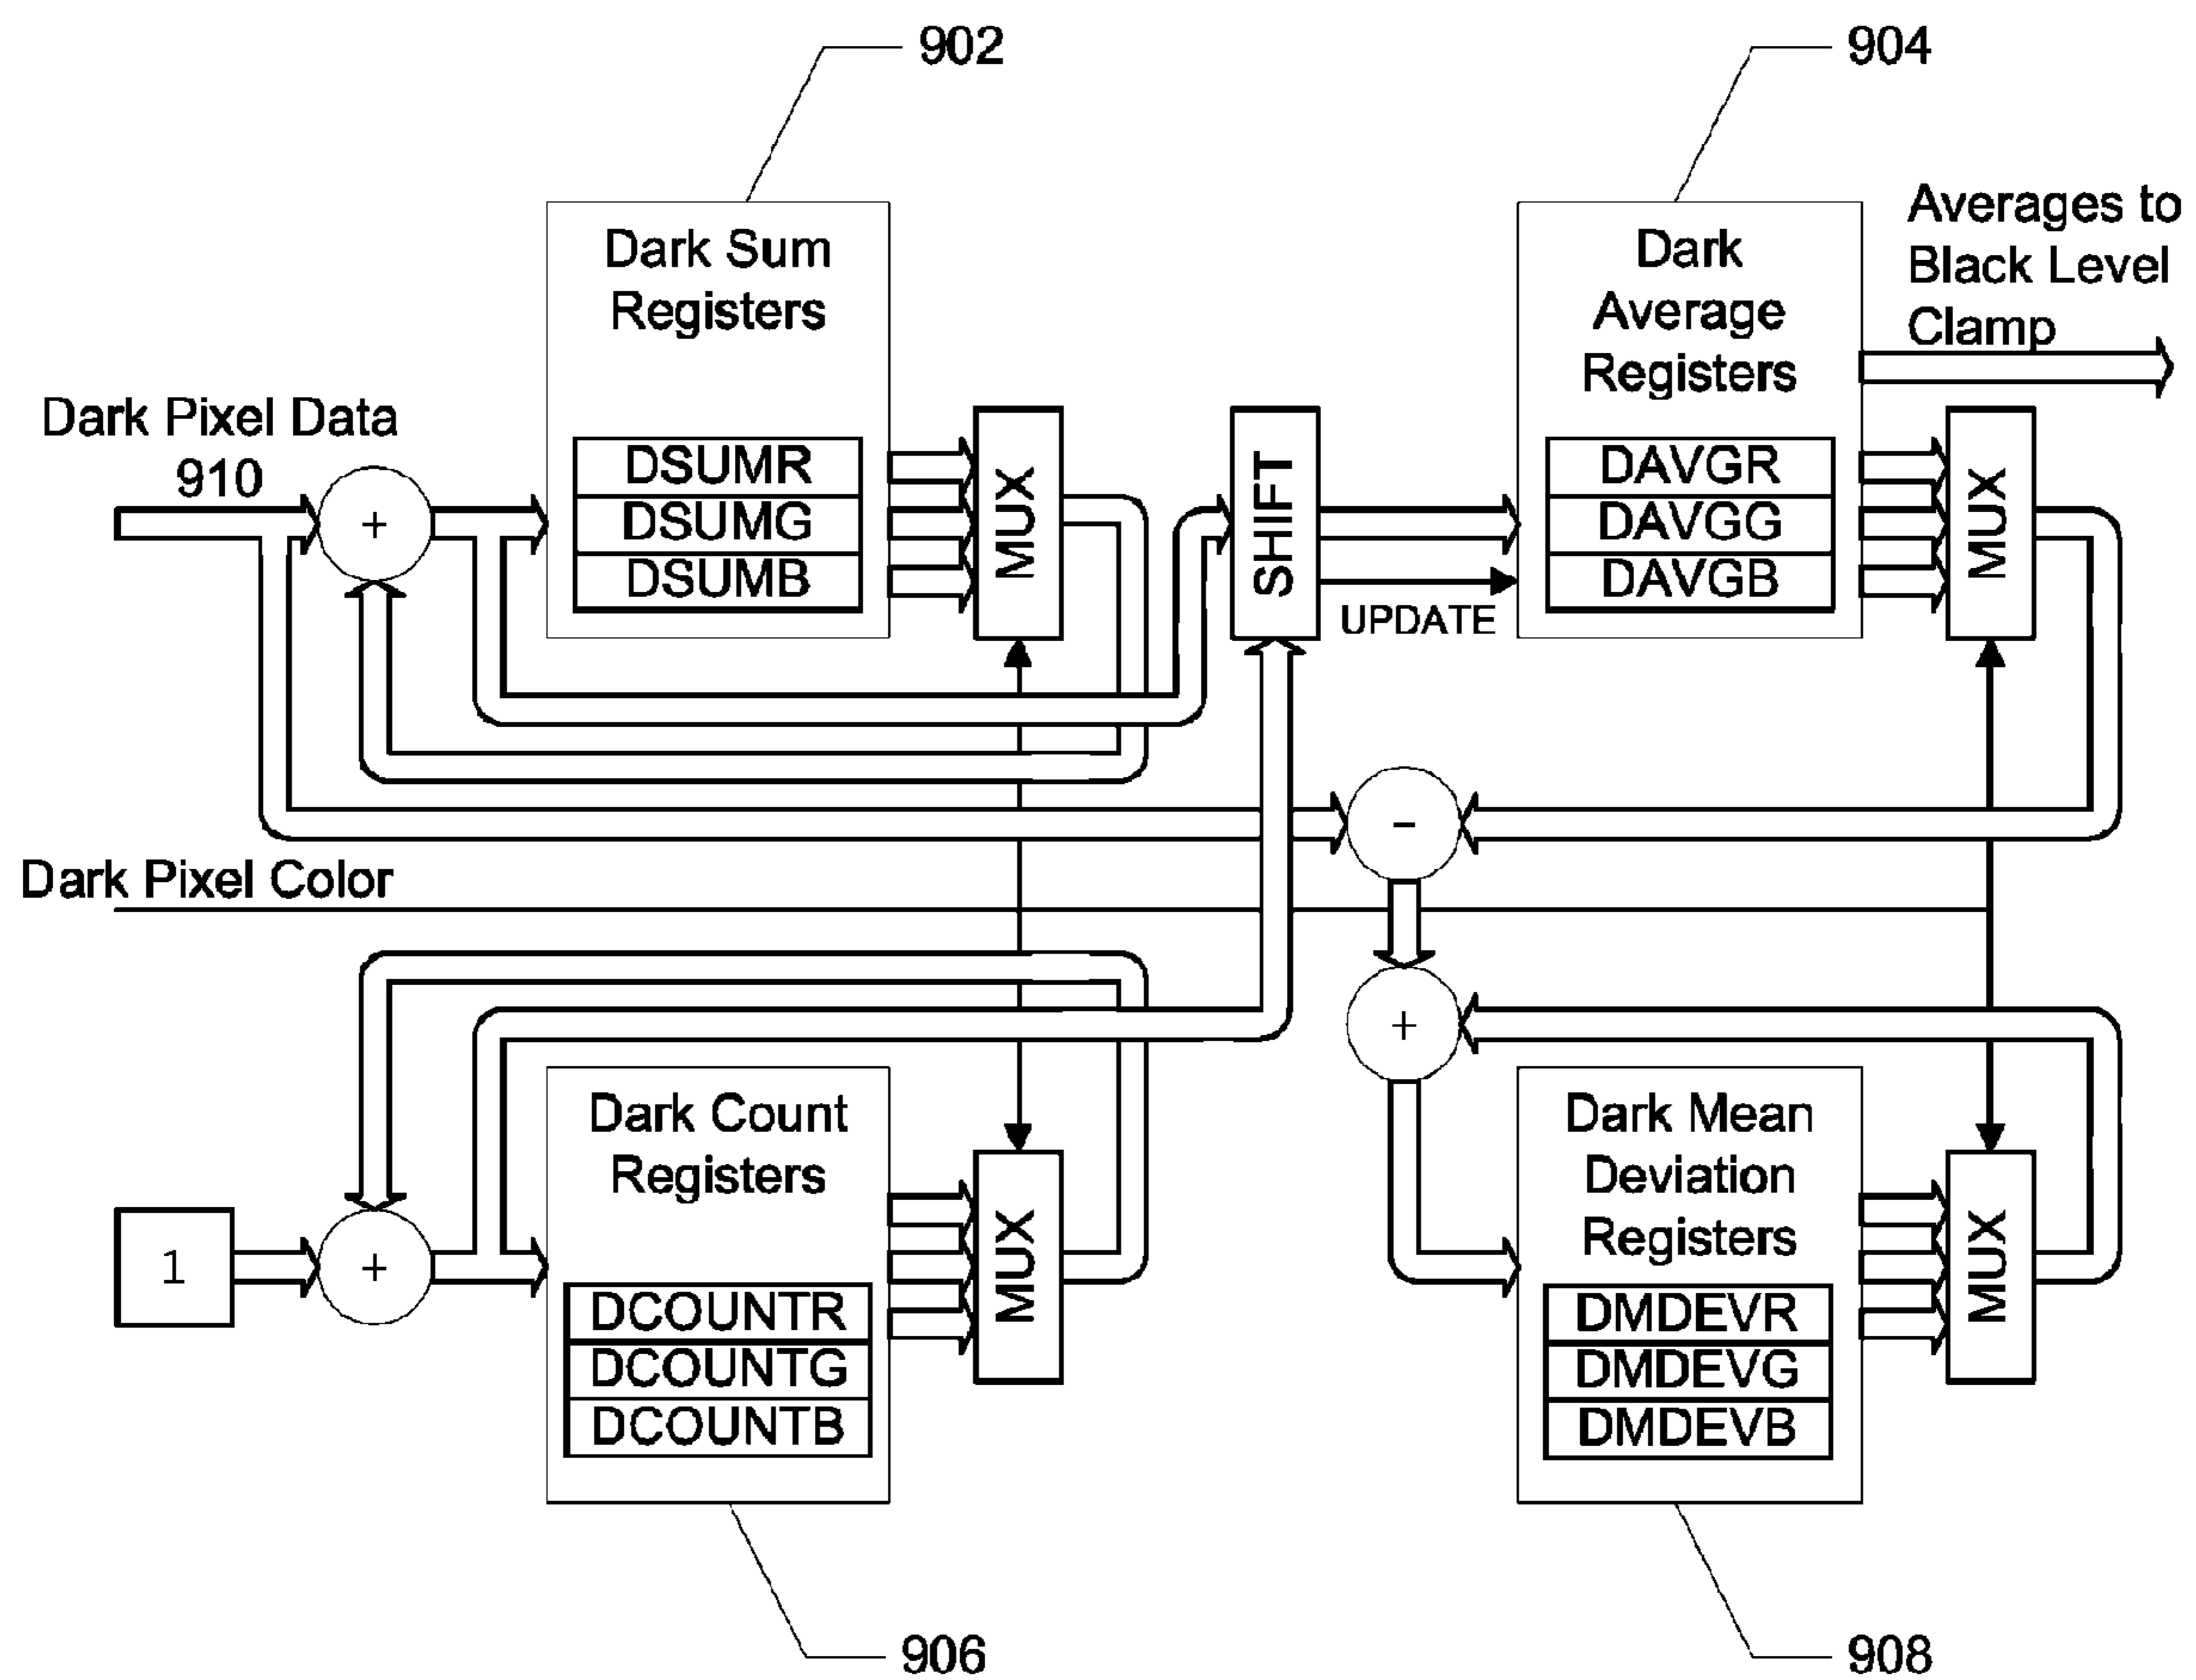 902
904
Dark Sum
Registers
Dark
Average
Registers
Averages to
Black Level
Clamp
Dark Pixel Data
910
+
DSUMR
DSUMG
DSUMB
MUX
SHIFT
UPDATE
DAVGR
DAVGG
DAVGB
MUX
-
Dark Pixel Color
+
Dark Count
Registers
1
+
DCOUNTR
DCOUNTG
DCOUNTB
MUX
Dark Mean
Deviation
Registers
DMDEVR
DMDEVG
DMDEVB
MUX
906
908